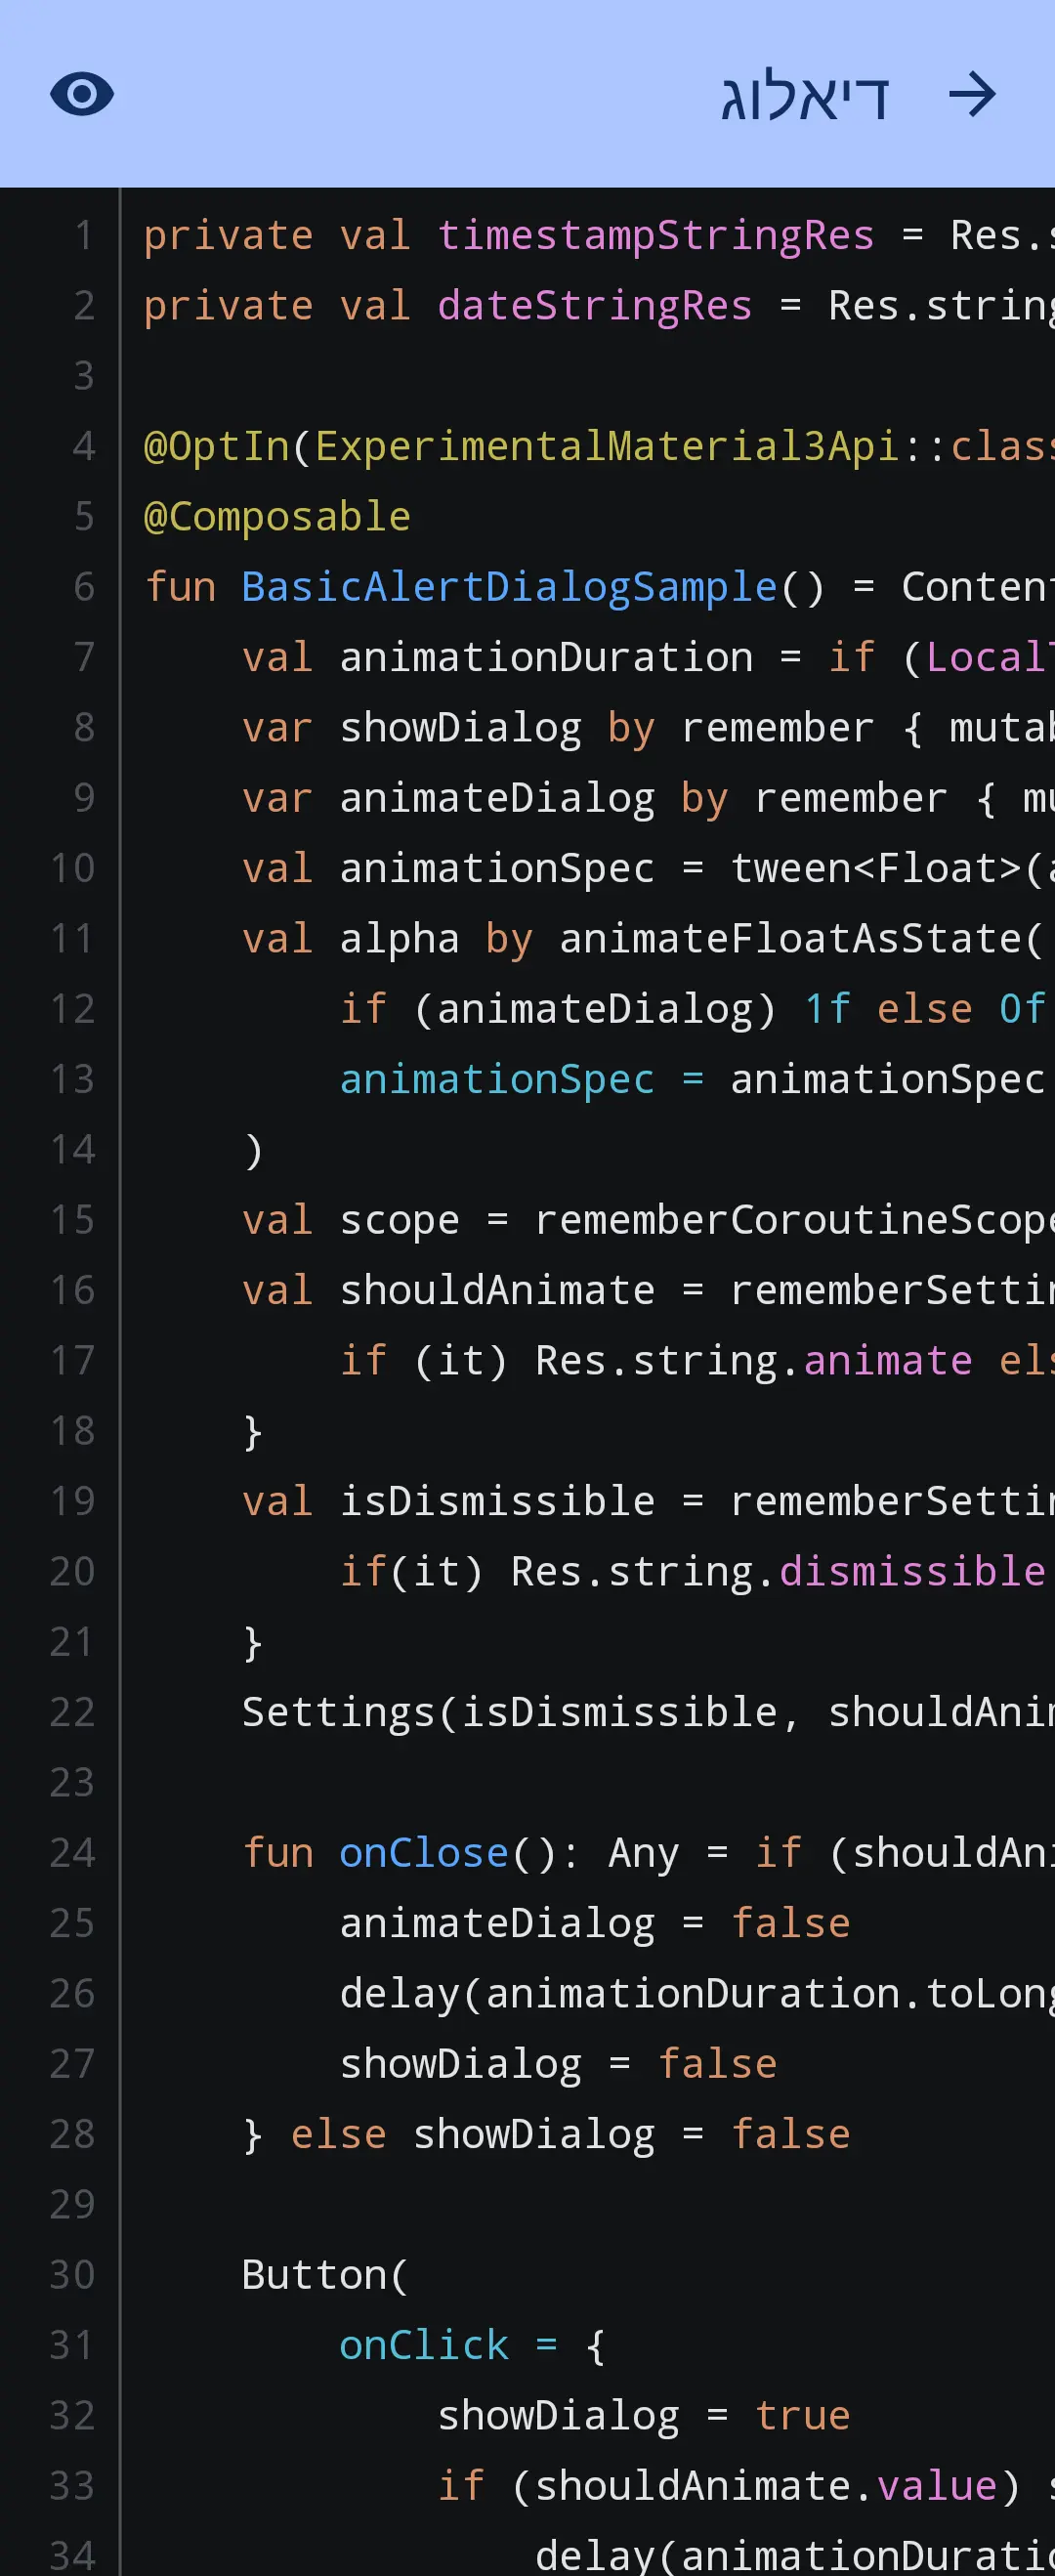 דיאלוג
1 private val timestampStringRes = Res.s
2 private val dateStringRes = Res.string
3
4 @OptIn(ExperimentalMaterial3Api::class
5 @Composable
6 fun BasicAlertDialogSample() = Content
7 val animationDuration = if (LocalT
8 var showDialog by remember { mutab
9 var animateDialog by remember { mu
10 val animationSpec = tween<Float>(a
11 val alpha by animateFloatAsState(
12 if (animateDialog) 1f else 0f
13 animationSpec = animationSpec
14 )
15 val scope = rememberCoroutineScope
16 val shouldAnimate = rememberSettin
17 if (it) Res.string.animate els
18 }
19 val isDismissible = rememberSettin
20 if(it) Res.string.dismissible
21 }
22 Settings(isDismissible, shouldAnim
23
24 fun onClose(): Any = if (shouldAni
25 animateDialog = false
26 delay(animationDuration.toLong
27 showDialog = false
28 } else showDialog = false
29
30 Button(
31 onClick = {
32 showDialog = true
33 if (shouldAnimate.value) s
34 delay(animationDuratio